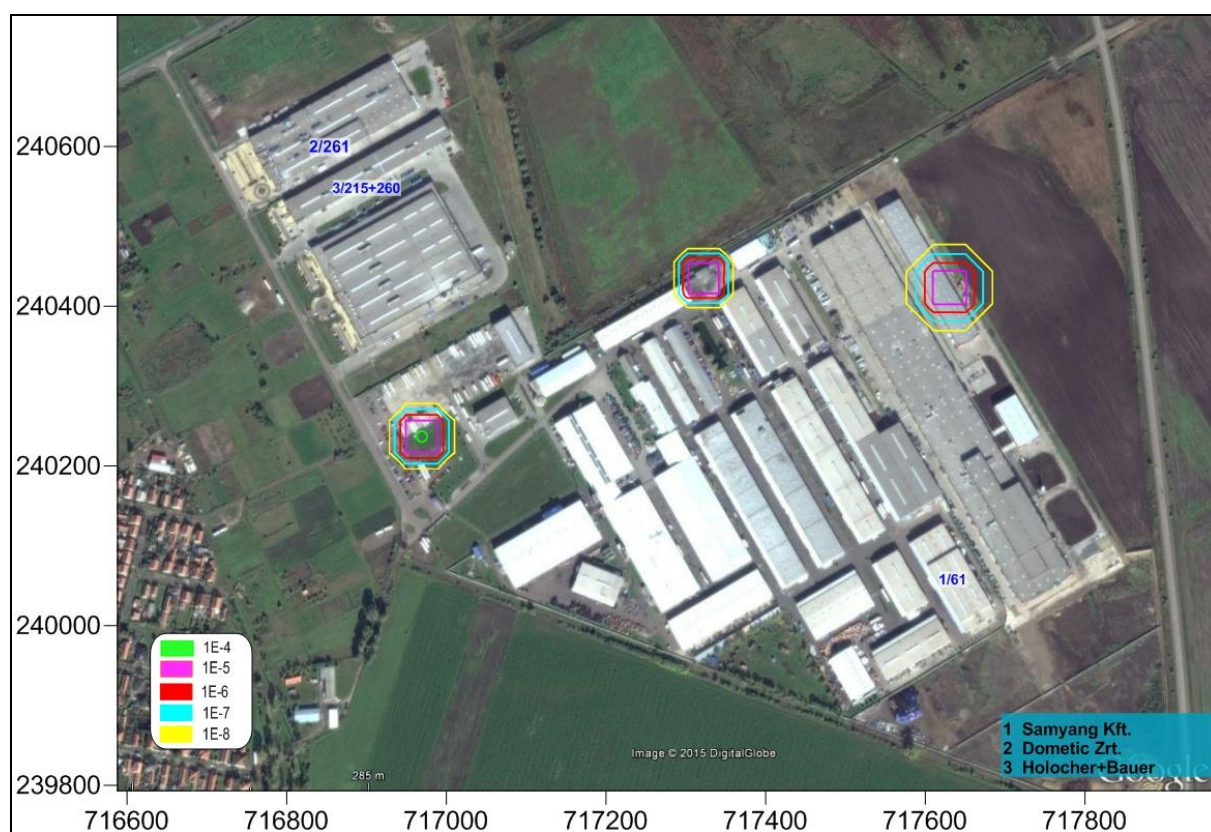 240600
240400
240200
240000
239800
716600
716800
717000
717200
717400
717600
717800
2/261
3/215+260
1/61
1E-4
1E-5
1E-6
1E-7
1E-8
285 m
Image © 2015 DigitalGlobe
1 Samyang Kft.
2 Dometic Zrt.
3 Holocher+Bauer
Google